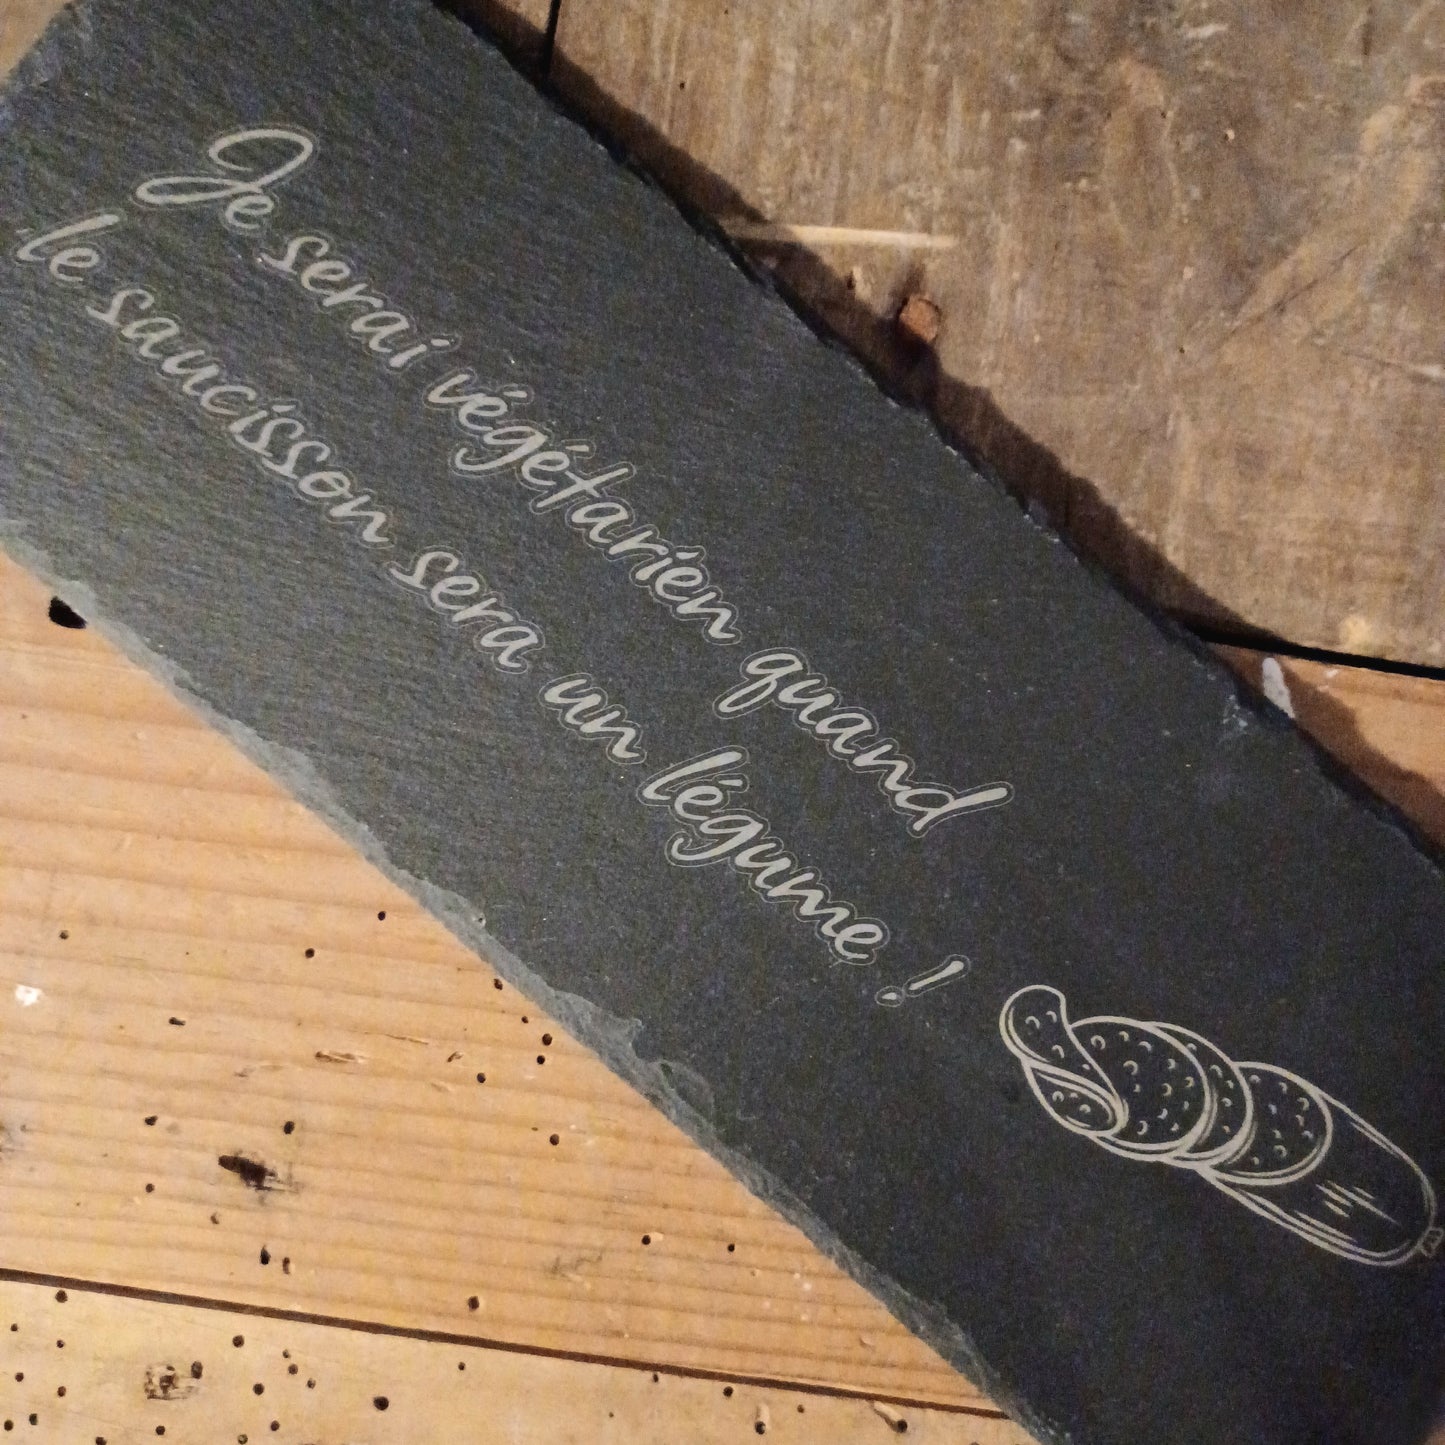 Je serai végétarien quand
le saucisson sera un légume !